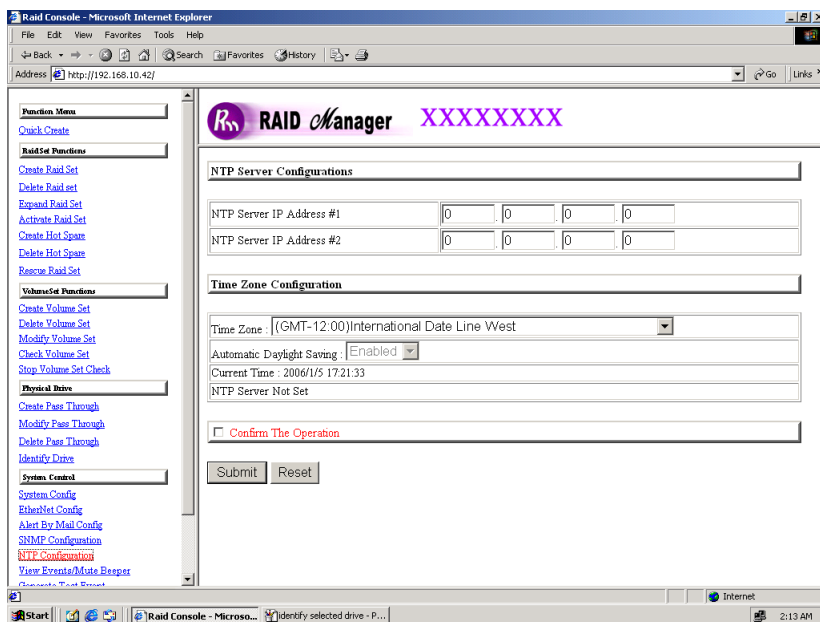 Raid Console - Microsoft Internet Explorer
File Edit View Favorites Tools Help
Back Search Favorites History
Address http://192.168.10.42/ Go Links
Function Menu
Quick Create
RaidSet Functions
Create Raid Set
Delete Raid set
Expand Raid Set
Activate Raid Set
Create Hot Spare
Delete Hot Spare
Rescue Raid Set
VolumeSet Functions
Create Volume Set
Delete Volume Set
Modify Volume Set
Check Volume Set
Stop Volume Set Check
Physical Drive
Create Pass Through
Modify Pass Through
Delete Pass Through
Identify Drive
System Control
System Config
EtherNet Config
Alert By Mail Config
SNMP Configuration
NTP Configuration
View Events/Mute Beeper
Generate Test Event
Rm RAID Manager XXXXXXXX
NTP Server Configurations
NTP Server IP Address #1 0 . 0 . 0 . 0
NTP Server IP Address #2 0 . 0 . 0 . 0
Time Zone Configuration
Time Zone : (GMT-12:00)International Date Line West
Automatic Daylight Saving : Enabled
Current Time : 2006/1/5 17:21:33
NTP Server Not Set
Confirm The Operation
Submit Reset
Internet
Start Raid Console - Microso... identify selected drive - P... 2:13 AM